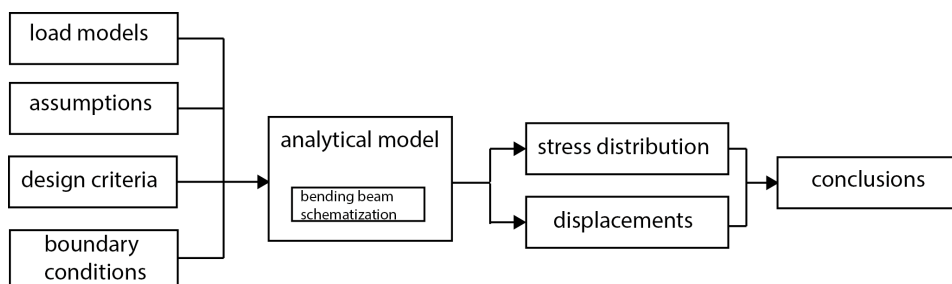 load models
assumptions
design criteria
boundary
conditions
analytical model
bending beam
schematization
stress distribution
displacements
conclusions